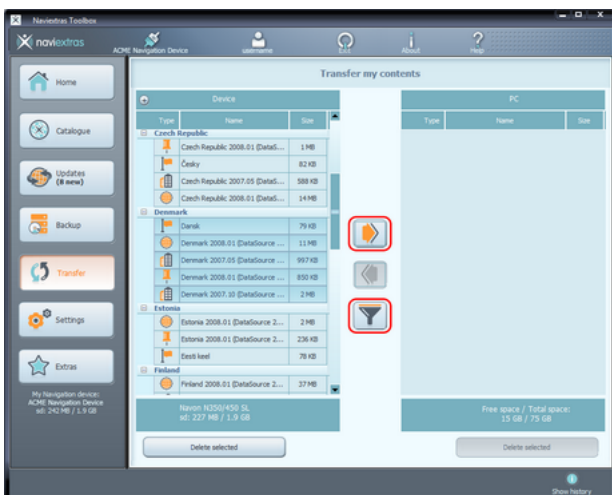 Naviextras Toolbox
naviextras
ACME Navigation Device
username
Exit
About
Help
Home
Catalogue
Updates
(8 new)
Backup
Transfer
Settings
Extras
My Navigation device:
ACME Navigation Device
sd: 242 MB / 1.9 GB
Transfer my contents
Device
Type Name Size
Czech Republic
Czech Republic 2008.01 (DataS... 1 MB
Česky 82 KB
Czech Republic 2007.05 (DataS... 588 KB
Czech Republic 2008.01 (DataS... 14 MB
Denmark
Dansk 79 KB
Denmark 2008.01 (DataSource ... 11 MB
Denmark 2007.05 (DataSource ... 997 KB
Denmark 2008.01 (DataSource ... 850 KB
Denmark 2007.10 (DataSource ... 2 MB
Estonia
Estonia 2008.01 (DataSource 2... 2 MB
Estonia 2008.01 (DataSource 2... 236 KB
Eesti keel 78 KB
Finland
Finland 2008.01 (DataSource 2... 37 MB
Navon N350/450 SL
sd: 227 MB / 1.9 GB
Delete selected
PC
Type Name Size
Free space / Total space:
15 GB / 75 GB
Delete selected
Show history